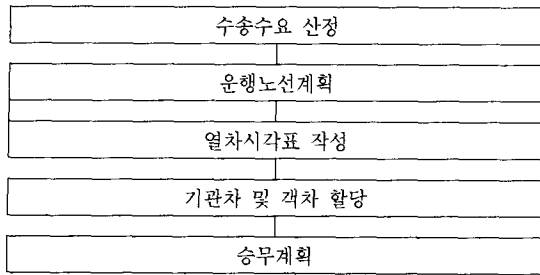 수송수요 산정
운행노선계획
열차시각표 작성
기관차 및 객차 할당
승무계획